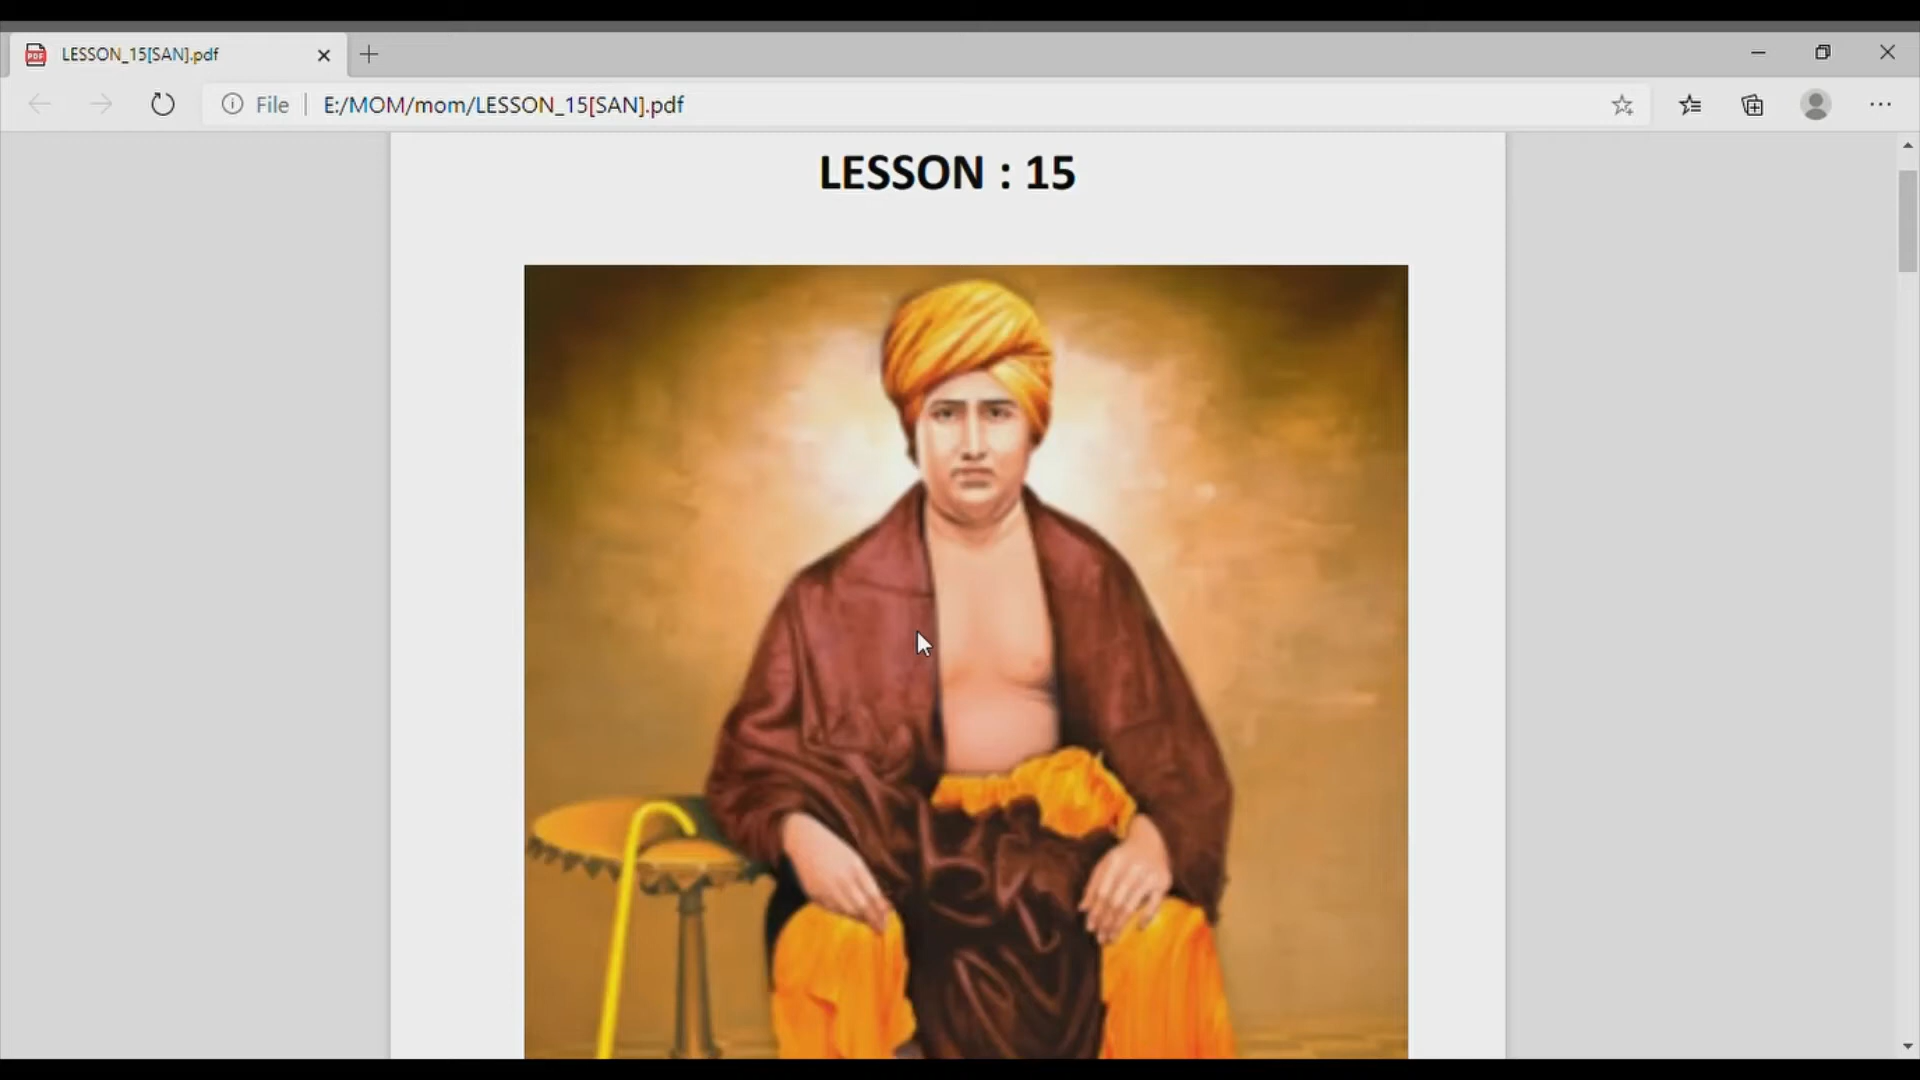 LESSON_15[SAN].pdf
File
E:/MOM/mom/LESSON_15[SAN].pdf
LESSON : 15